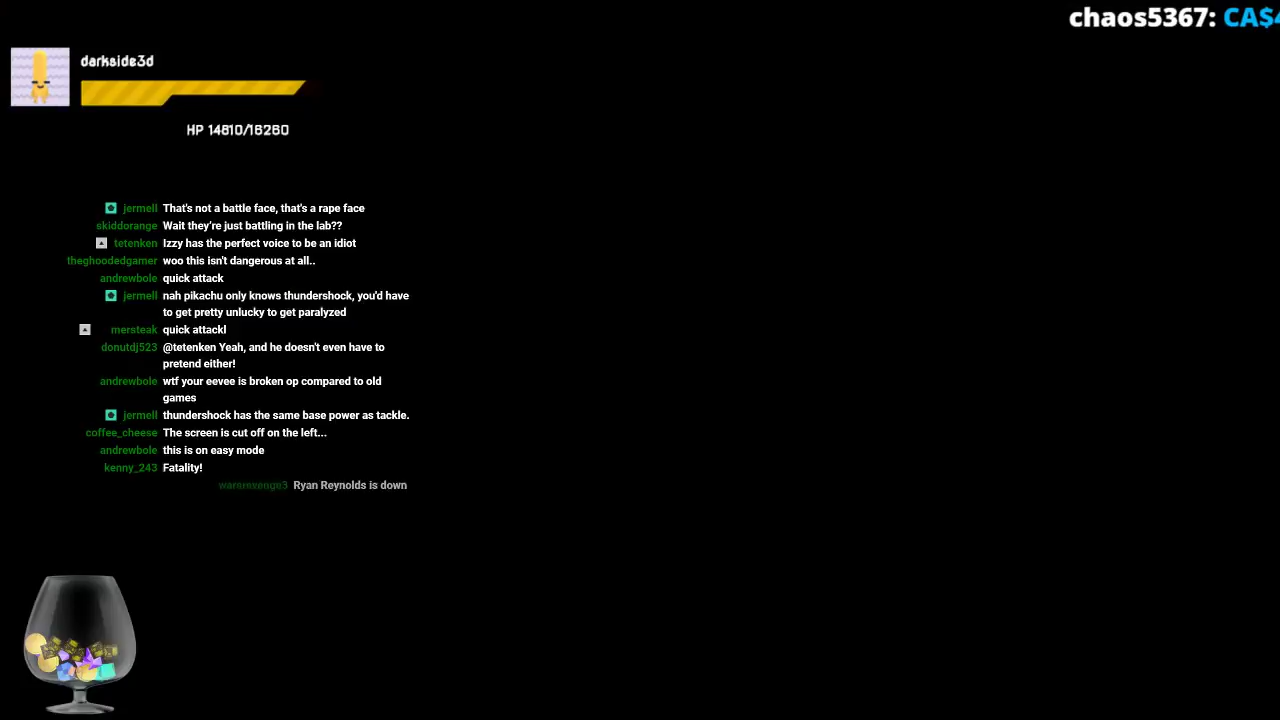 chaos5367: CA$4
darkside3d
HP 14810/16260
jermell That's not a battle face, that's a rape face
skiddorange Wait they're just battling in the lab??
tetenken Izzy has the perfect voice to be an idiot
theghoodedgamer woo this isn't dangerous at all..
andrewbole quick attack
jermell nah pikachu only knows thundershock, you'd have
to get pretty unlucky to get paralyzed
mersteak quick attack!
donutdj523 @tetenken Yeah, and he doesn't even have to
pretend either!
andrewbole wtf your eevee is broken op compared to old
games
jermell thundershock has the same base power as tackle.
coffee_cheese The screen is cut off on the left...
andrewbole this is on easy mode
kenny_243 Fatality!
Ryan Reynolds is down